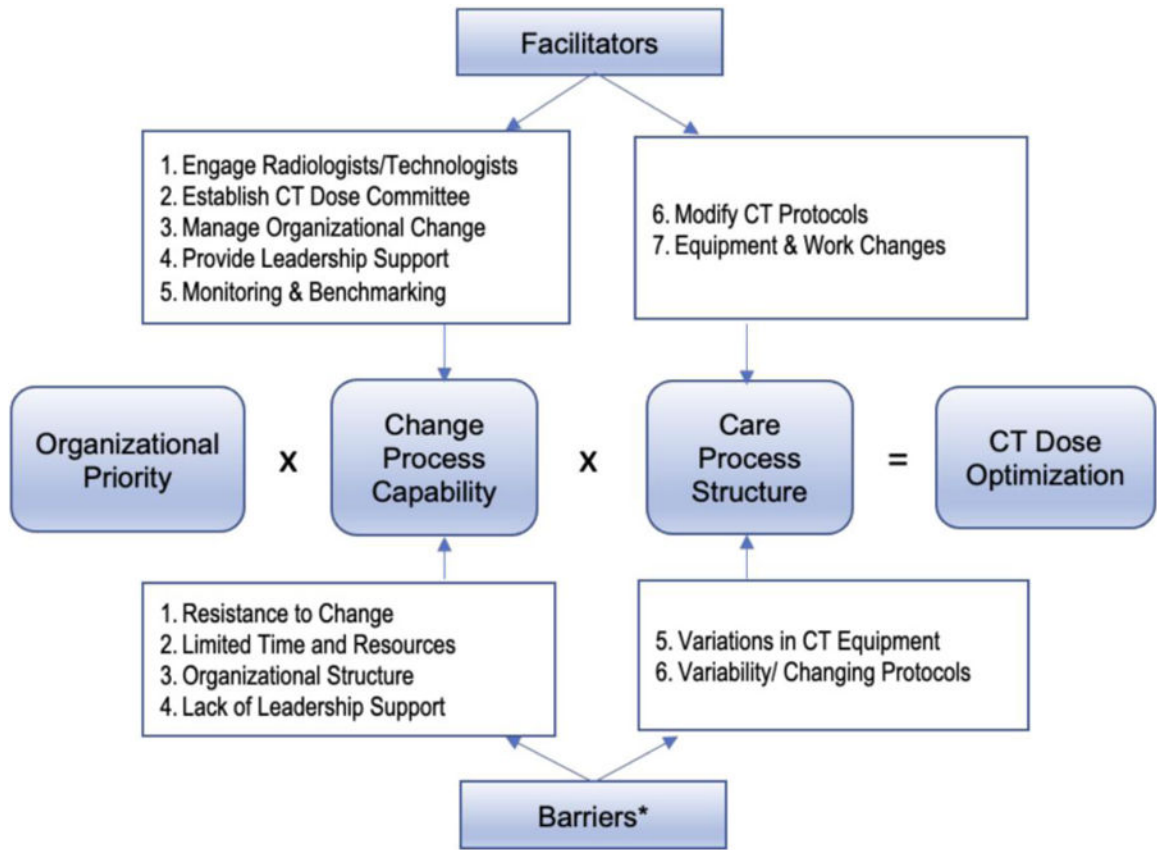 Facilitators
1. Engage Radiologists/Technologists
2. Establish CT Dose Committee
3. Manage Organizational Change
4. Provide Leadership Support
5. Monitoring & Benchmarking
6. Modify CT Protocols
7. Equipment & Work Changes
Organizational
Priority
x
Change
Process
Capability
x
Care
Process
Structure
=
CT Dose
Optimization
1. Resistance to Change
2. Limited Time and Resources
3. Organizational Structure
4. Lack of Leadership Support
5. Variations in CT Equipment
6. Variability/ Changing Protocols
Barriers*